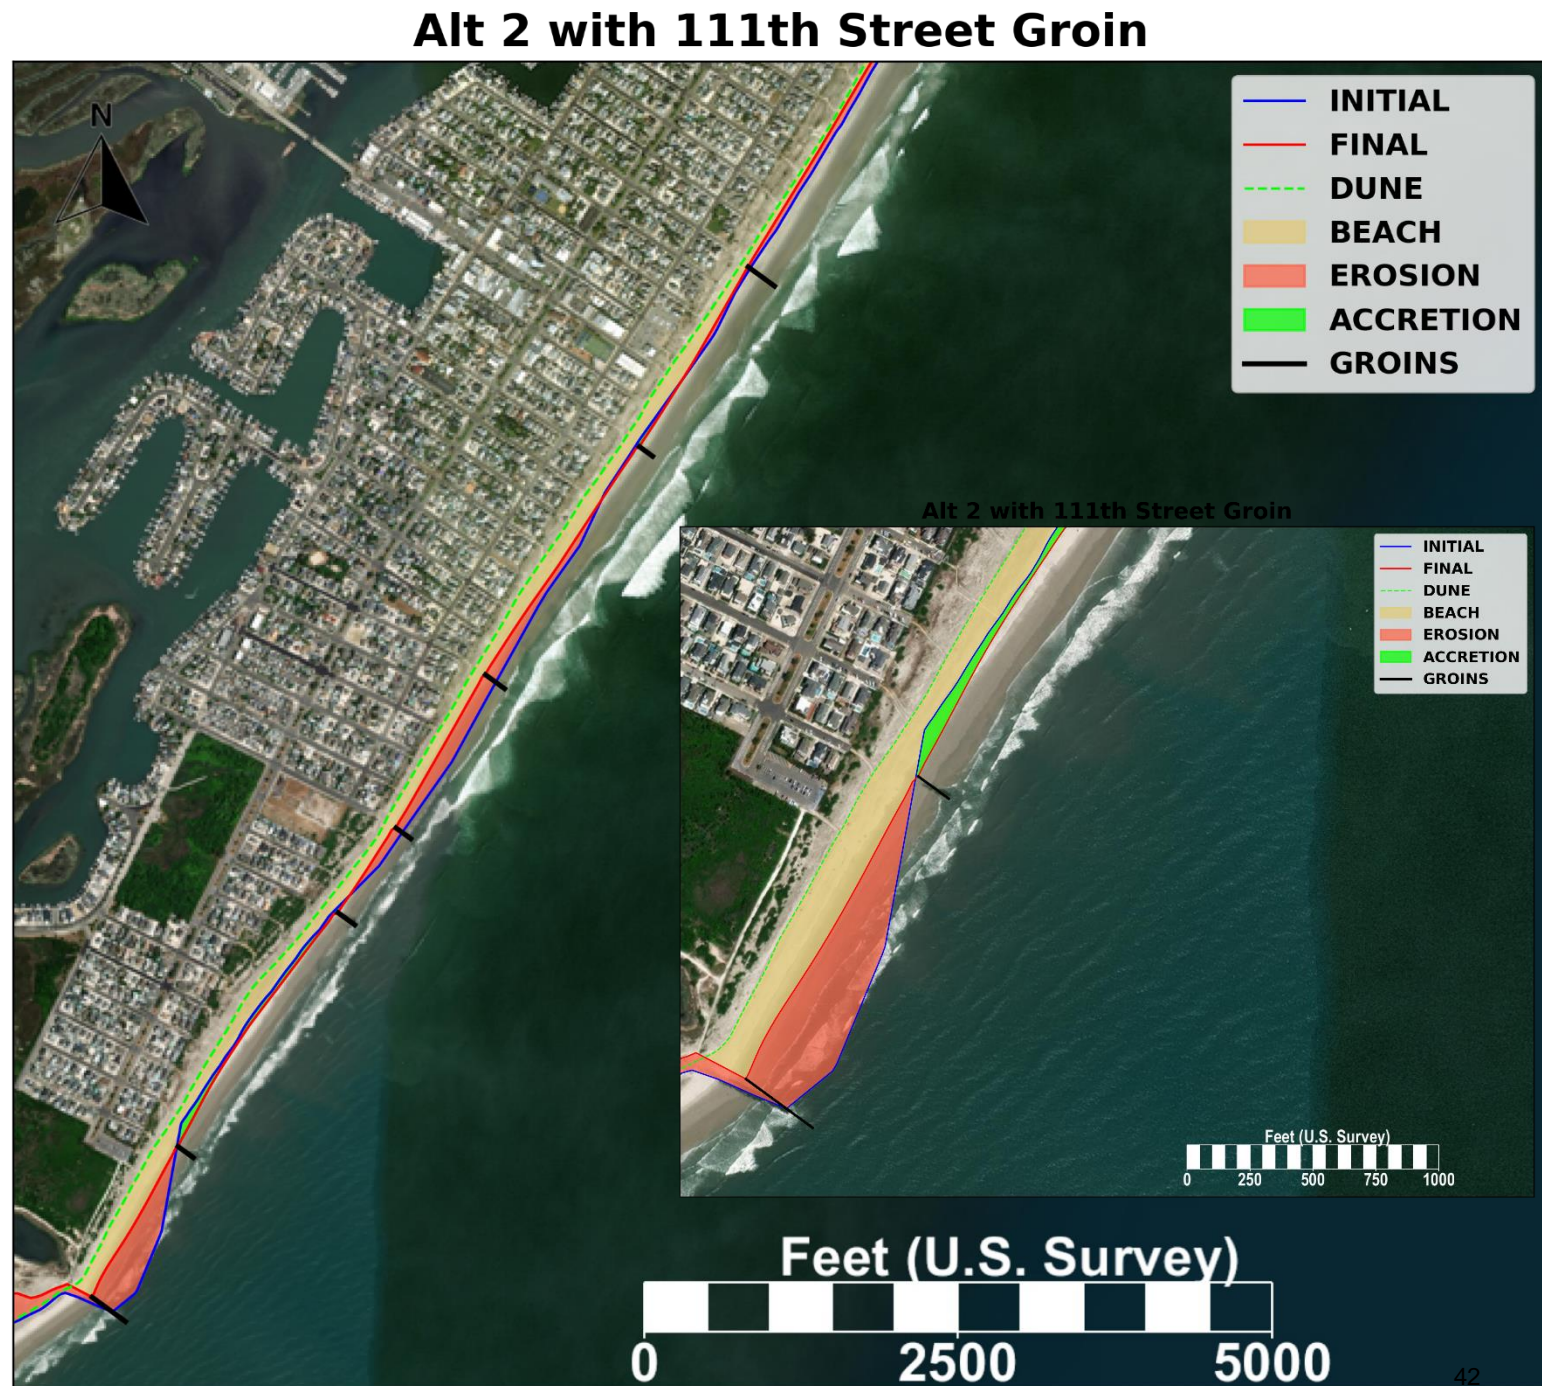 Alt 2 with 111th Street Groin
N
INITIAL
FINAL
DUNE
BEACH
EROSION
ACCRETION
GROINS
Alt 2 with 111th Street Groin
INITIAL
FINAL
DUNE
BEACH
EROSION
ACCRETION
GROINS
Feet (U.S. Survey)
0 250 500 750 1000
Feet (U.S. Survey)
0 2500 5000
42